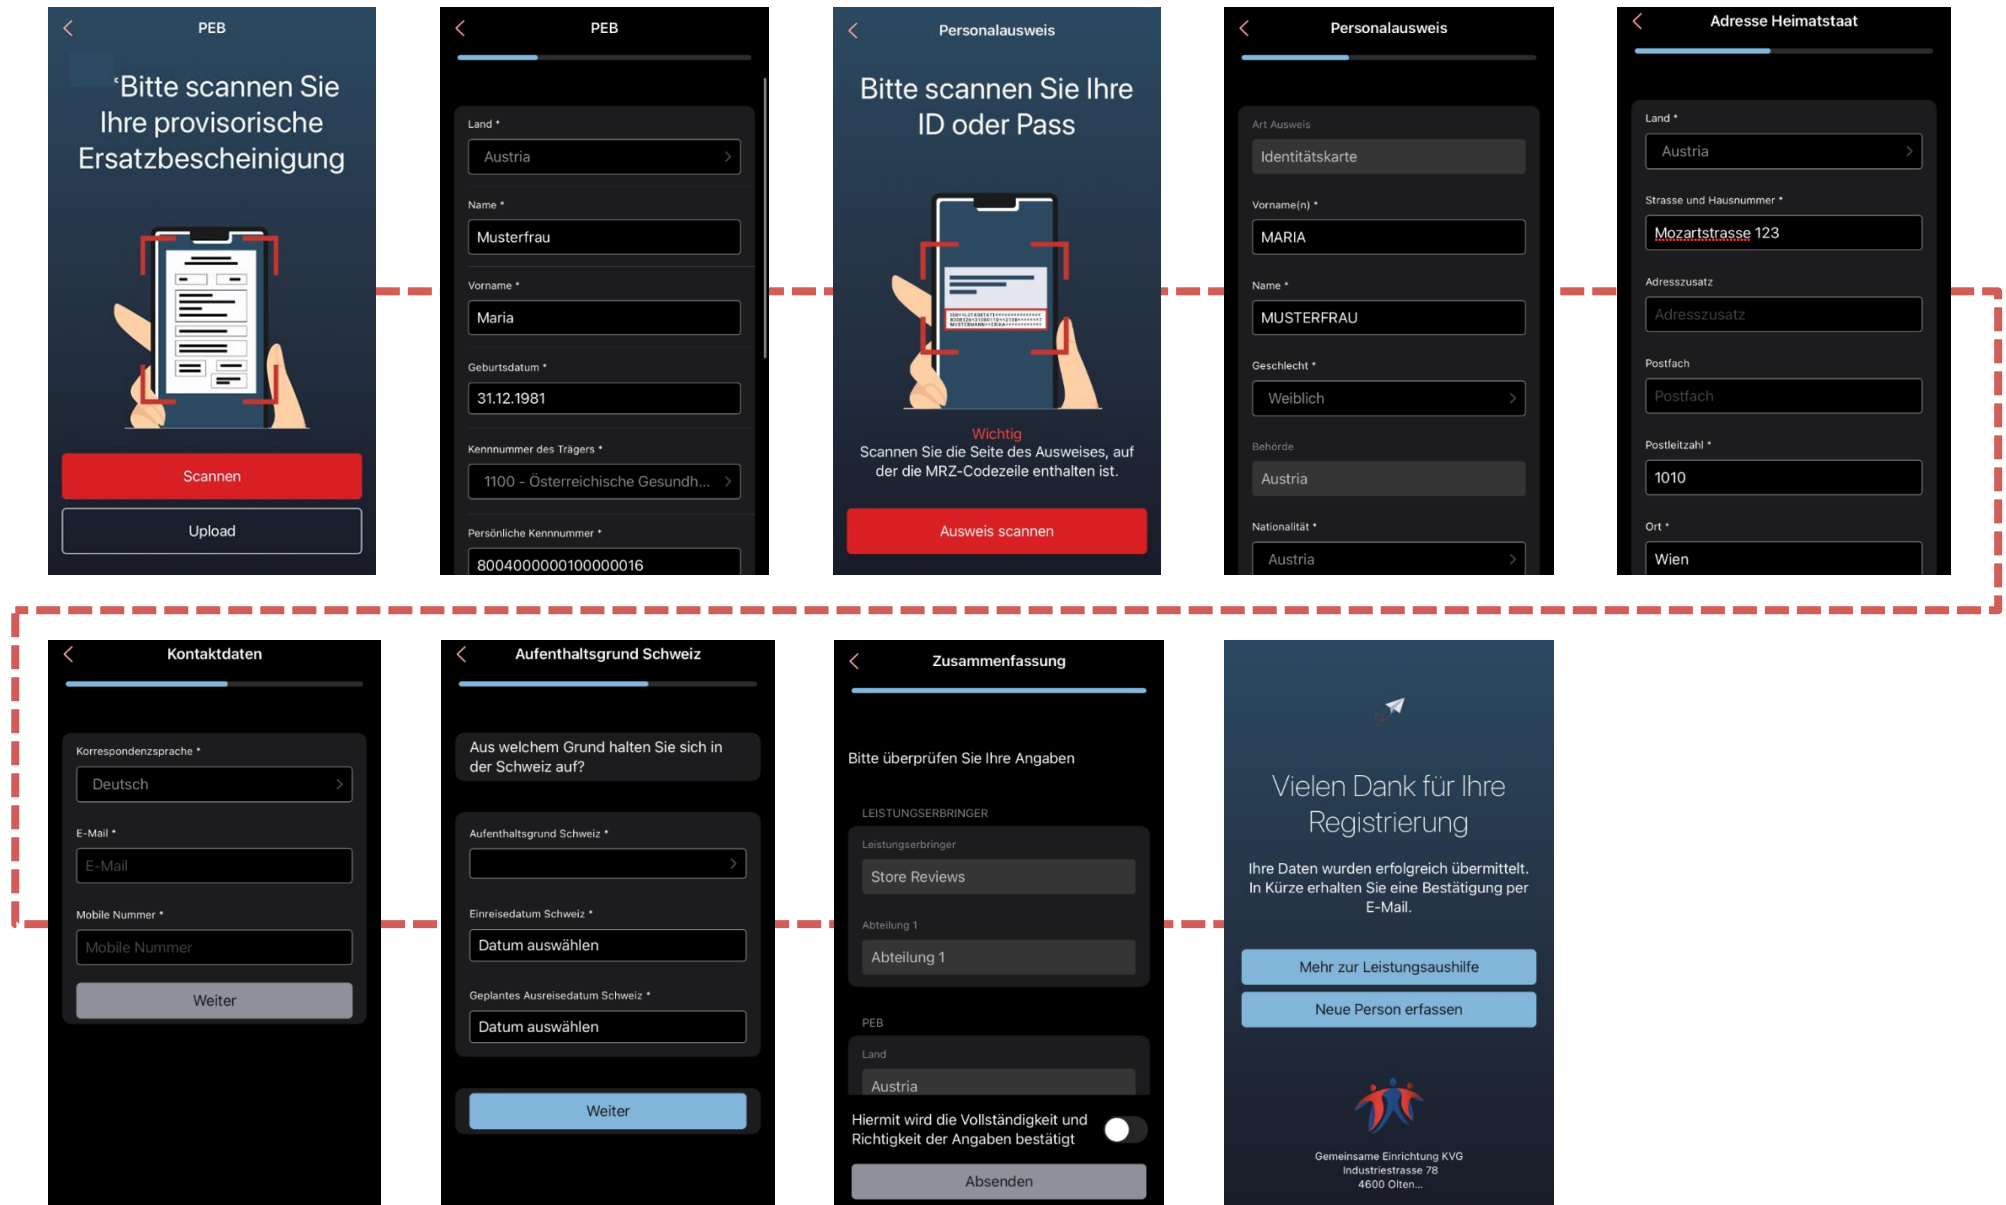 PEB
‘Bitte scannen Sie
Ihre provisorische
Ersatzbescheinigung
Scannen
Upload
PEB
Land *
Austria
Name *
Musterfrau
Vorname *
Maria
Geburtsdatum *
31.12.1981
Kennnummer des Trägers *
1100 - Österreichische Gesundh...
Persönliche Kennnummer *
8004000000100000016
Personalausweis
Bitte scannen Sie Ihre
ID oder Pass
Wichtig
Scannen Sie die Seite des Ausweises, auf
der die MRZ-Codezeile enthalten ist.
Ausweis scannen
Personalausweis
Art Ausweis
Identitätskarte
Vorname(n) *
MARIA
Name *
MUSTERFRAU
Geschlecht *
Weiblich
Behörde
Austria
Nationalität *
Austria
Adresse Heimatstaat
Land *
Austria
Strasse und Hausnummer *
Mozartstrasse 123
Adresszusatz
Adresszusatz
Postfach
Postfach
Postleitzahl *
1010
Ort *
Wien
Kontaktdaten
Korrespondenzsprache *
Deutsch
E-Mail *
E-Mail
Mobile Nummer *
Mobile Nummer
Weiter
Aufenthaltsgrund Schweiz
Aus welchem Grund halten Sie sich in
der Schweiz auf?
Aufenthaltsgrund Schweiz *
Einreisedatum Schweiz *
Datum auswählen
Geplantes Ausreisedatum Schweiz *
Datum auswählen
Weiter
Zusammenfassung
Bitte überprüfen Sie Ihre Angaben
LEISTUNGSERBRINGER
Leistungserbringer
Store Reviews
Abteilung 1
Abteilung 1
PEB
Land
Austria
Hiermit wird die Vollständigkeit und
Richtigkeit der Angaben bestätigt
Absenden
Vielen Dank für Ihre
Registrierung
Ihre Daten wurden erfolgreich übermittelt.
In Kürze erhalten Sie eine Bestätigung per
E-Mail.
Mehr zur Leistungsaushilfe
Neue Person erfassen
Gemeinsame Einrichtung KVG
Industriestrasse 78
4600 Olten...